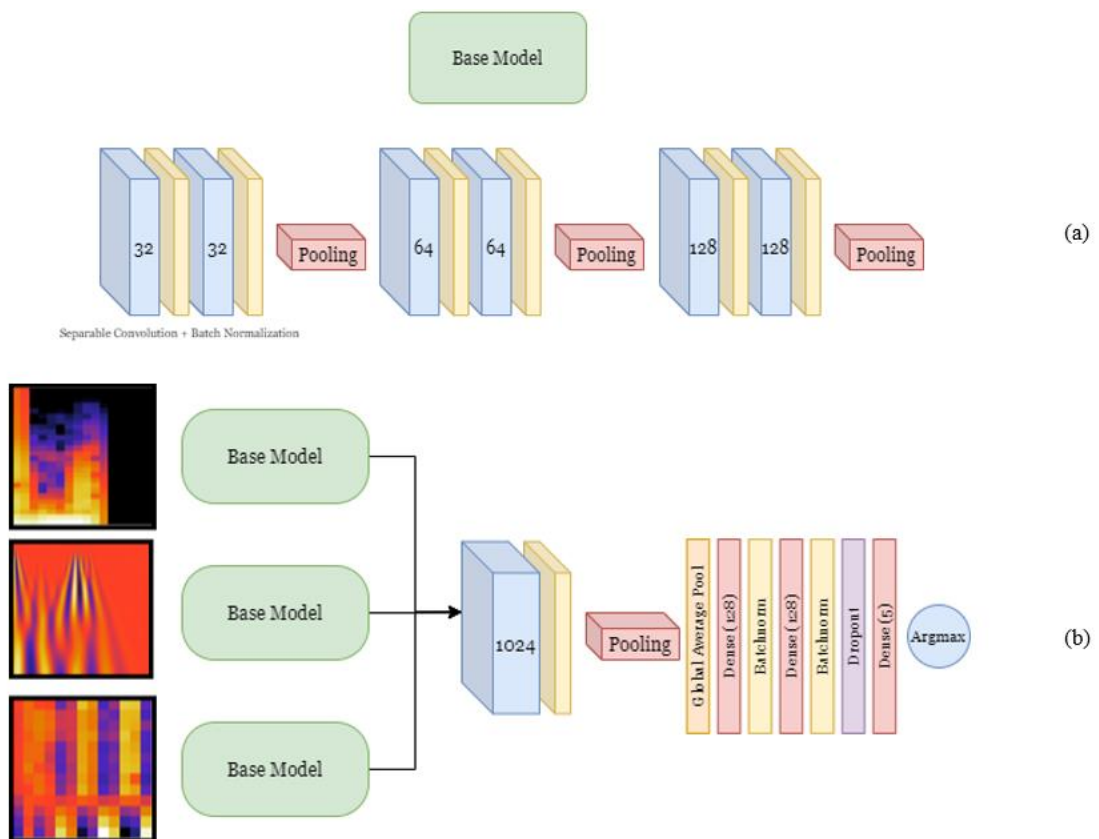 Base Model
32
32
Pooling
64
64
Pooling
128
128
Pooling
(a)
Separable Convolution + Batch Normalization
Base Model
Base Model
Base Model
1024
Pooling
Global Average Pool
Dense (128)
Batchnorm
Dense (128)
Batchnorm
Dropout
Dense (5)
Argmax
(b)